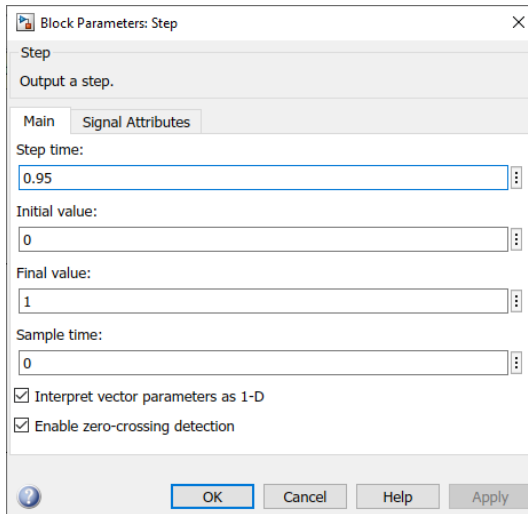 Block Parameters: Step
Step
Output a step.
Main Signal Attributes
Step time:
0.95
Initial value:
0
Final value:
1
Sample time:
0
Interpret vector parameters as 1-D
Enable zero-crossing detection
? OK Cancel Help Apply